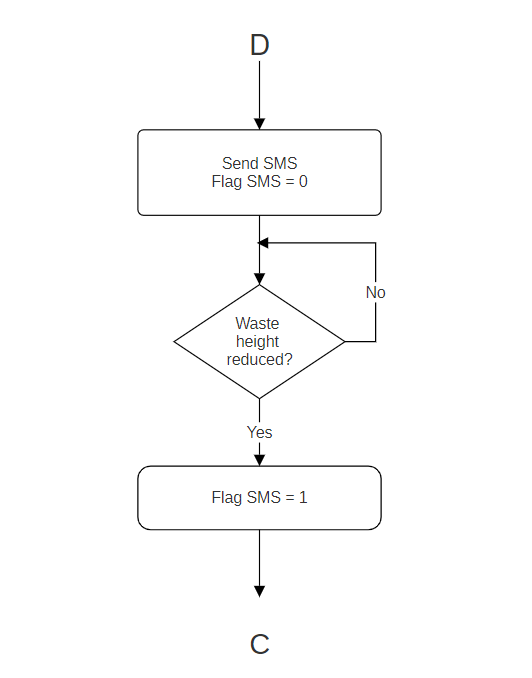 D
Send SMS
Flag SMS = 0
No
Waste
height
reduced?
Yes
Flag SMS = 1
C